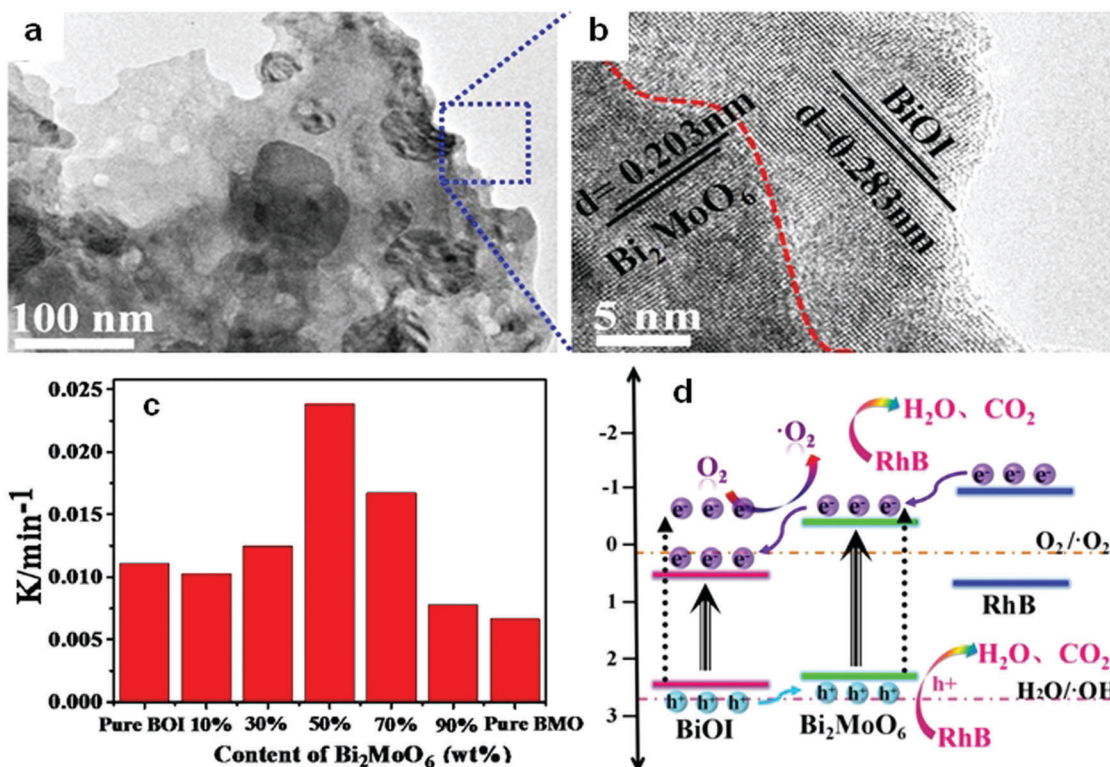 a
100 nm
b
d= 0.203nm
Bi₂MoO₆
BiOI
d=0.283nm
5 nm
c
K/min⁻¹
0.025
0.020
0.015
0.010
0.005
0.000
Pure BOI 10% 30% 50% 70% 90% Pure BMO
Content of Bi₂MoO₆ (wt%)
d
-2
-1
0
1
2
3
H₂O、CO₂
RhB
·O₂
O₂
e⁻ e⁻ e⁻
e⁻ e⁻ e⁻
e⁻ e⁻ e⁻
e⁻ e⁻ e⁻
O₂/·O₂
RhB
H₂O、CO₂
h+
H₂O/·OH
h⁺ h⁺ h⁺
h⁺ h⁺ h⁺
BiOI
Bi₂MoO₆
RhB